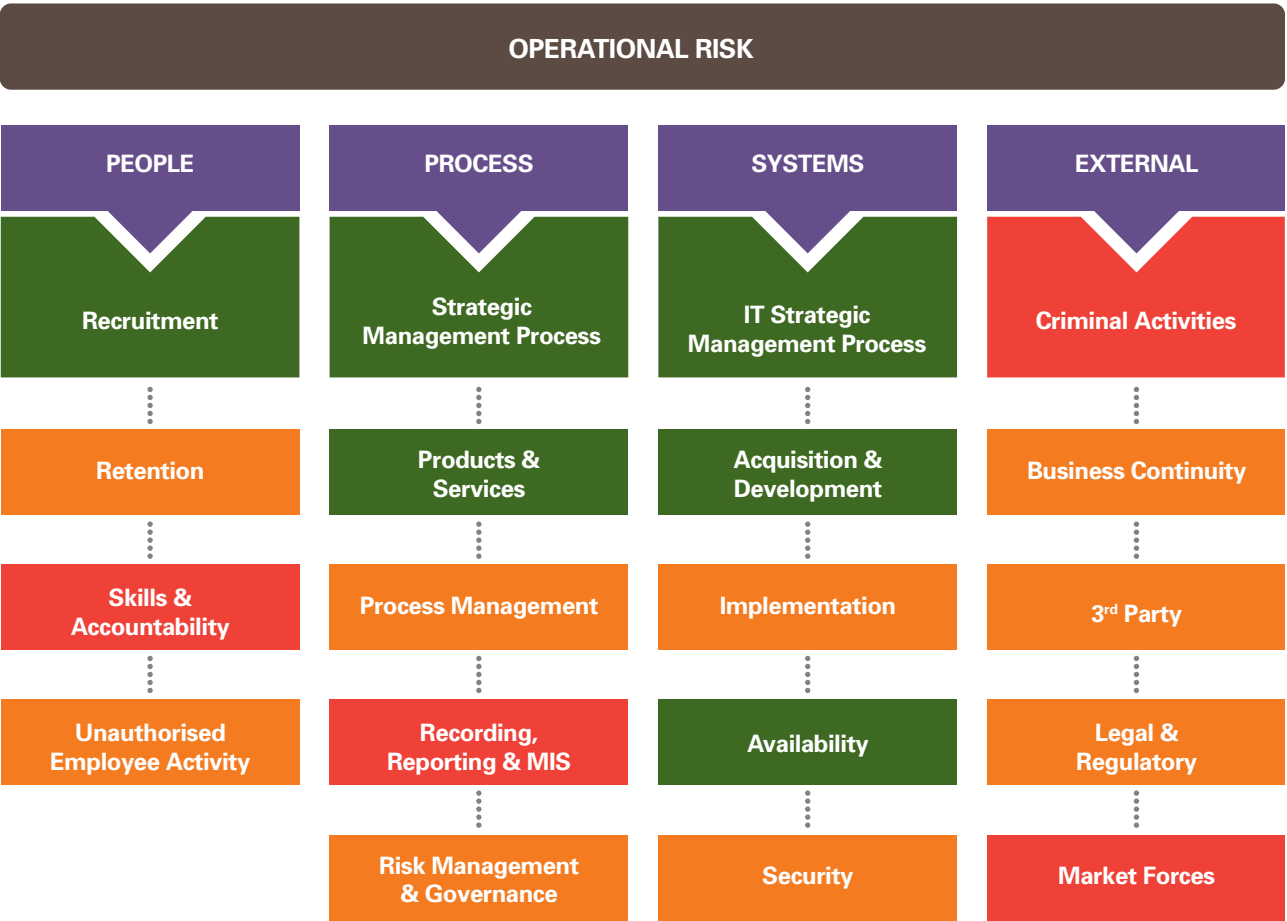 OPERATIONAL RISK
PEOPLE
Recruitment
Retention
Skills &
Accountability
Unauthorised
Employee Activity
PROCESS
Strategic
Management Process
Products &
Services
Process Management
Recording,
Reporting & MIS
Risk Management
& Governance
SYSTEMS
IT Strategic
Management Process
Acquisition &
Development
Implementation
Availability
Security
EXTERNAL
Criminal Activities
Business Continuity
3rd Party
Legal &
Regulatory
Market Forces